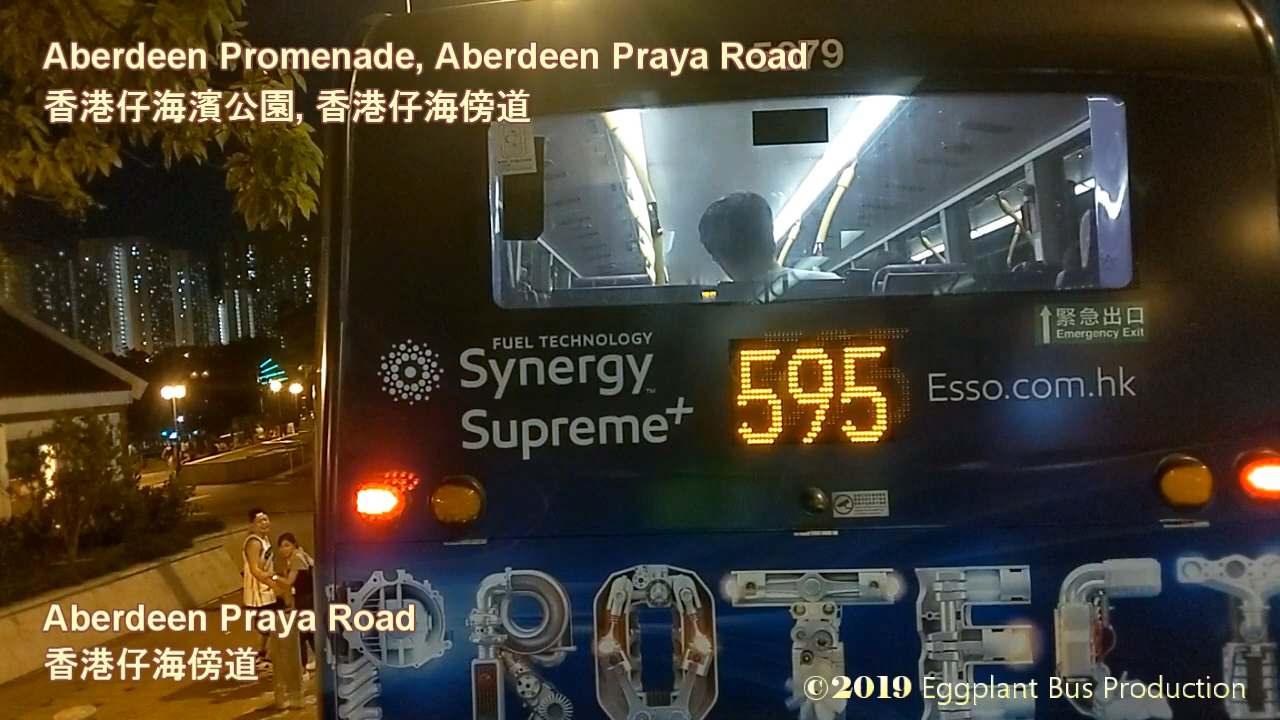 Aberdeen Promenade, Aberdeen Praya Road
香港仔海濱公園, 香港仔海傍道
緊急出口
Emergency Exit
FUEL TECHNOLOGY
Synergy™
Supreme+
595
Esso.com.hk
PROTECT
Aberdeen Praya Road
香港仔海傍道
©2019 Eggplant Bus Production